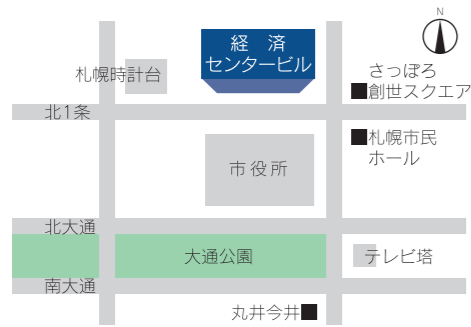 N
経 済
センタービル
札幌時計台
さっぽろ
■創世スクエア
北1条
■札幌市民
ホール
市役所
北大通
大通公園
テレビ塔
南大通
丸井今井■